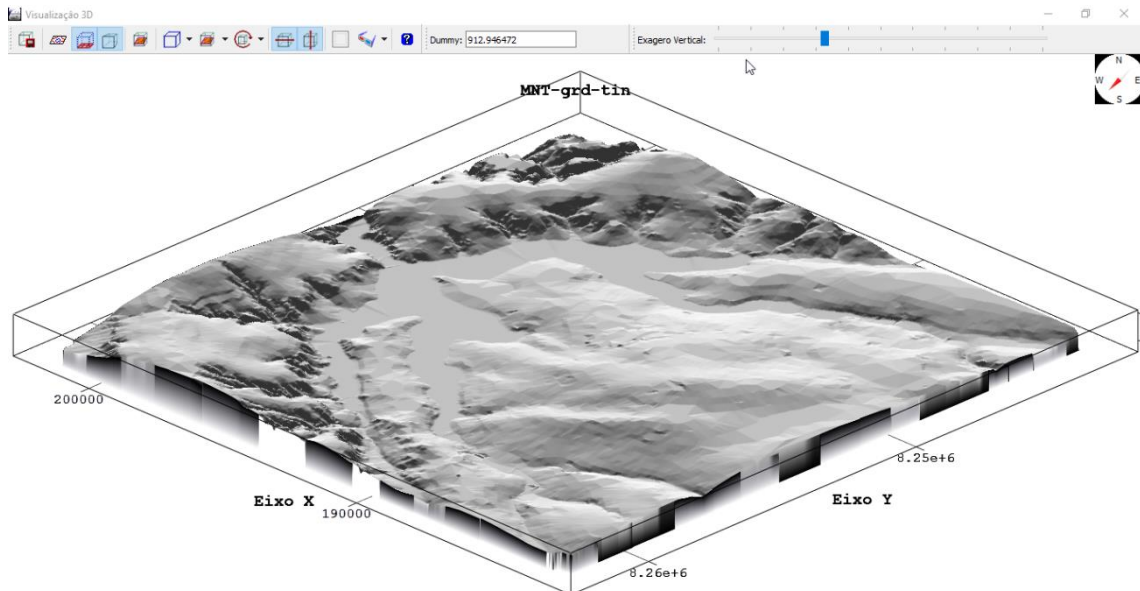 Visualização 3D
Dummy: 912.946472 Exagero Vertical:
N
W E
S
MNT-grd-tin
200000
8.25e+6
Eixo X
190000
Eixo Y
8.26e+6